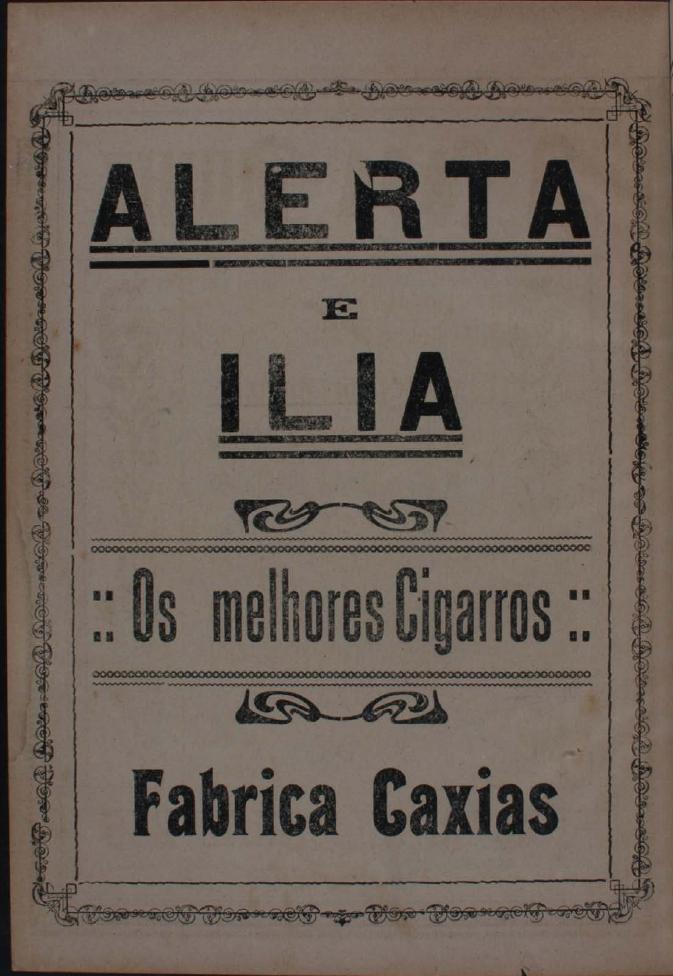 ALERTA
E
ILIA
:: Os melhores Cigarros ::
Fabrica Caxias